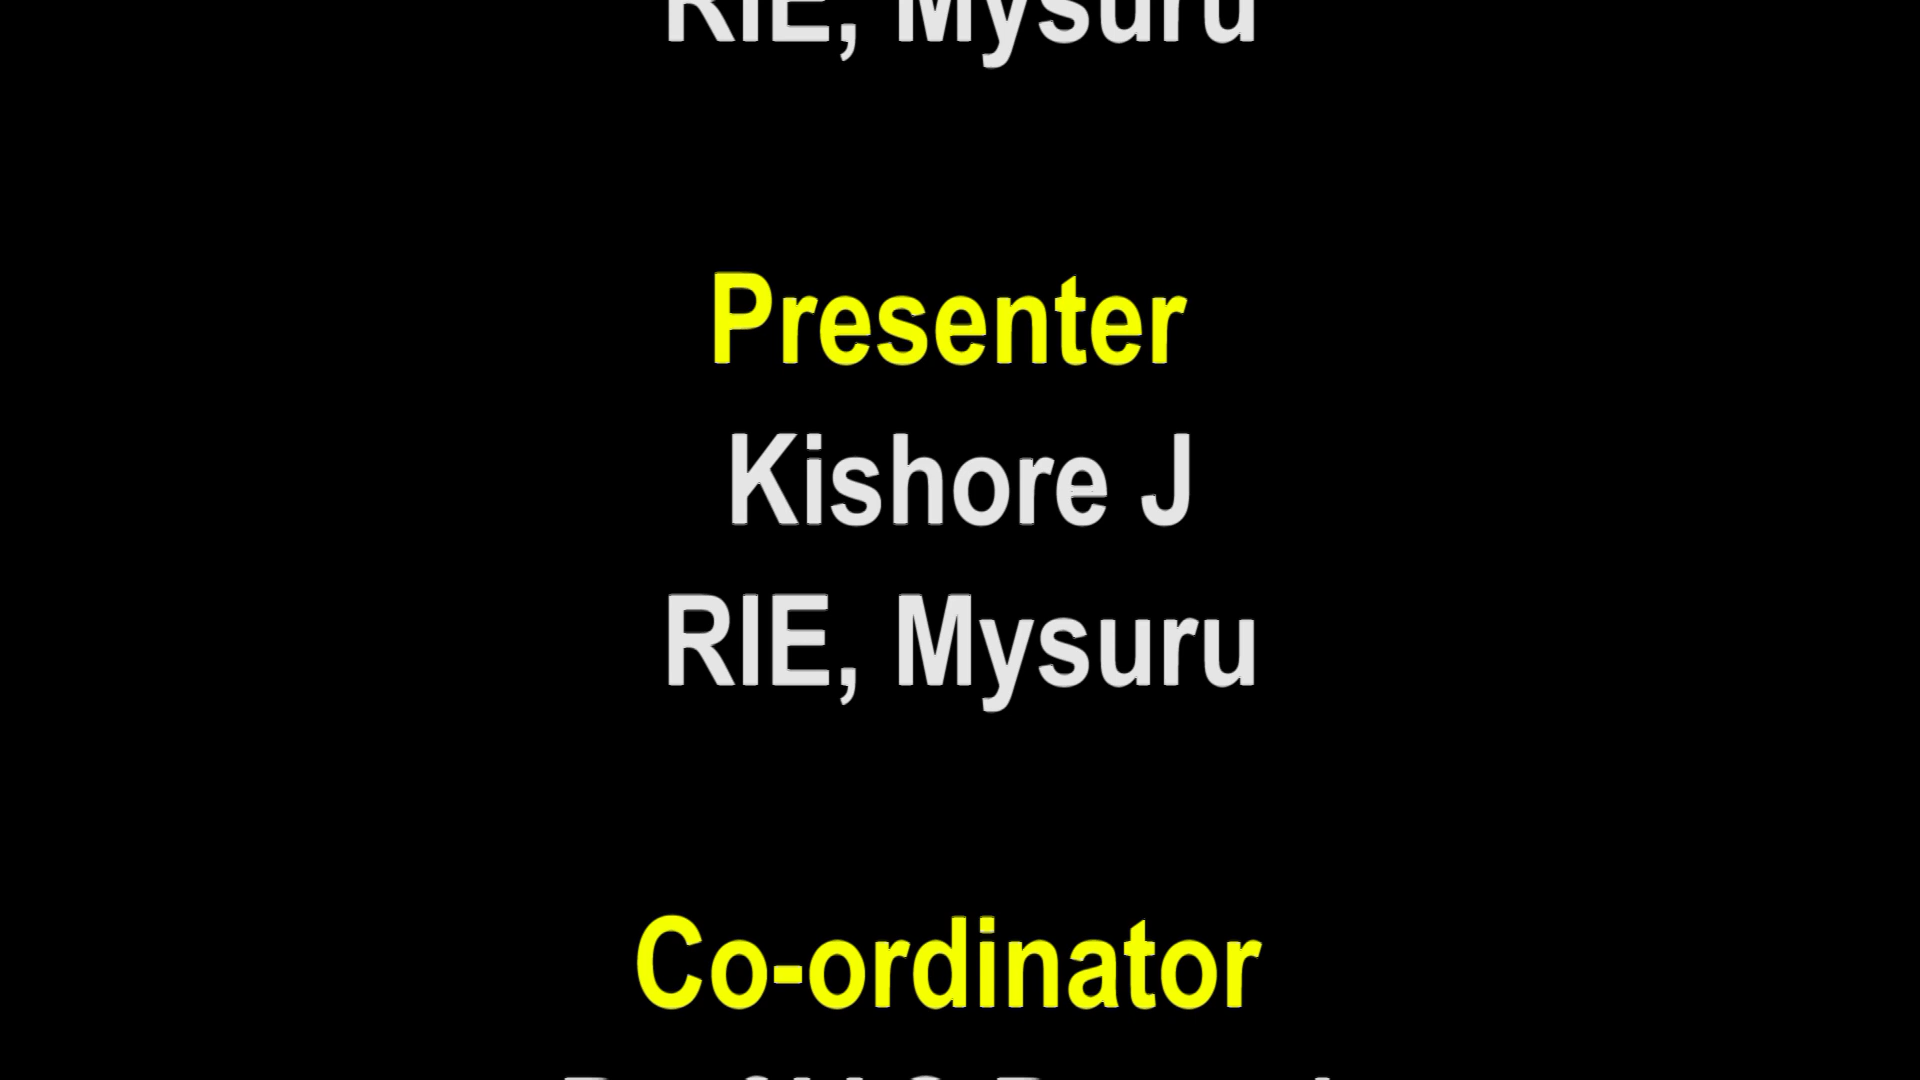 RIE, Mysuru
Presenter
Kishore J
RIE, Mysuru
Co-ordinator